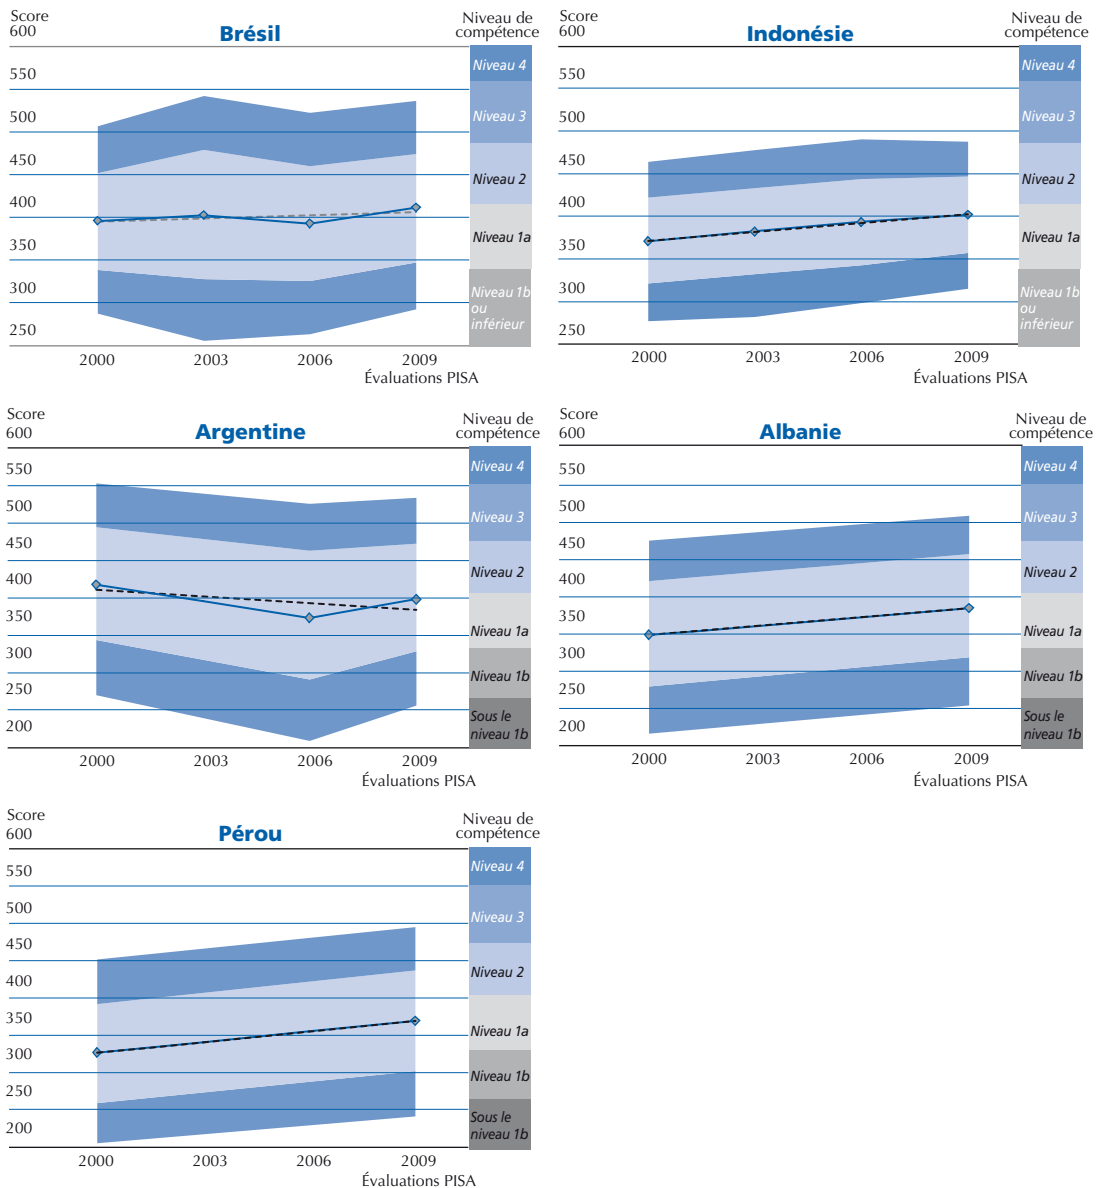 Score
600
Brésil
Niveau de
compétence
550
500
450
400
350
300
250
Niveau 4
Niveau 3
Niveau 2
Niveau 1a
Niveau 1b
ou
inférieur
2000 2003 2006 2009
Évaluations PISA
Score
600
Indonésie
Niveau de
compétence
550
500
450
400
350
300
250
Niveau 4
Niveau 3
Niveau 2
Niveau 1a
Niveau 1b
ou
inférieur
2000 2003 2006 2009
Évaluations PISA
Score
600
Argentine
Niveau de
compétence
550
500
450
400
350
300
250
200
Niveau 4
Niveau 3
Niveau 2
Niveau 1a
Niveau 1b
Sous le
niveau 1b
2000 2003 2006 2009
Évaluations PISA
Score
600
Albanie
Niveau de
compétence
550
500
450
400
350
300
250
200
Niveau 4
Niveau 3
Niveau 2
Niveau 1a
Niveau 1b
Sous le
niveau 1b
2000 2003 2006 2009
Évaluations PISA
Score
600
Pérou
Niveau de
compétence
550
500
450
400
350
300
250
200
Niveau 4
Niveau 3
Niveau 2
Niveau 1a
Niveau 1b
Sous le
niveau 1b
2000 2003 2006 2009
Évaluations PISA